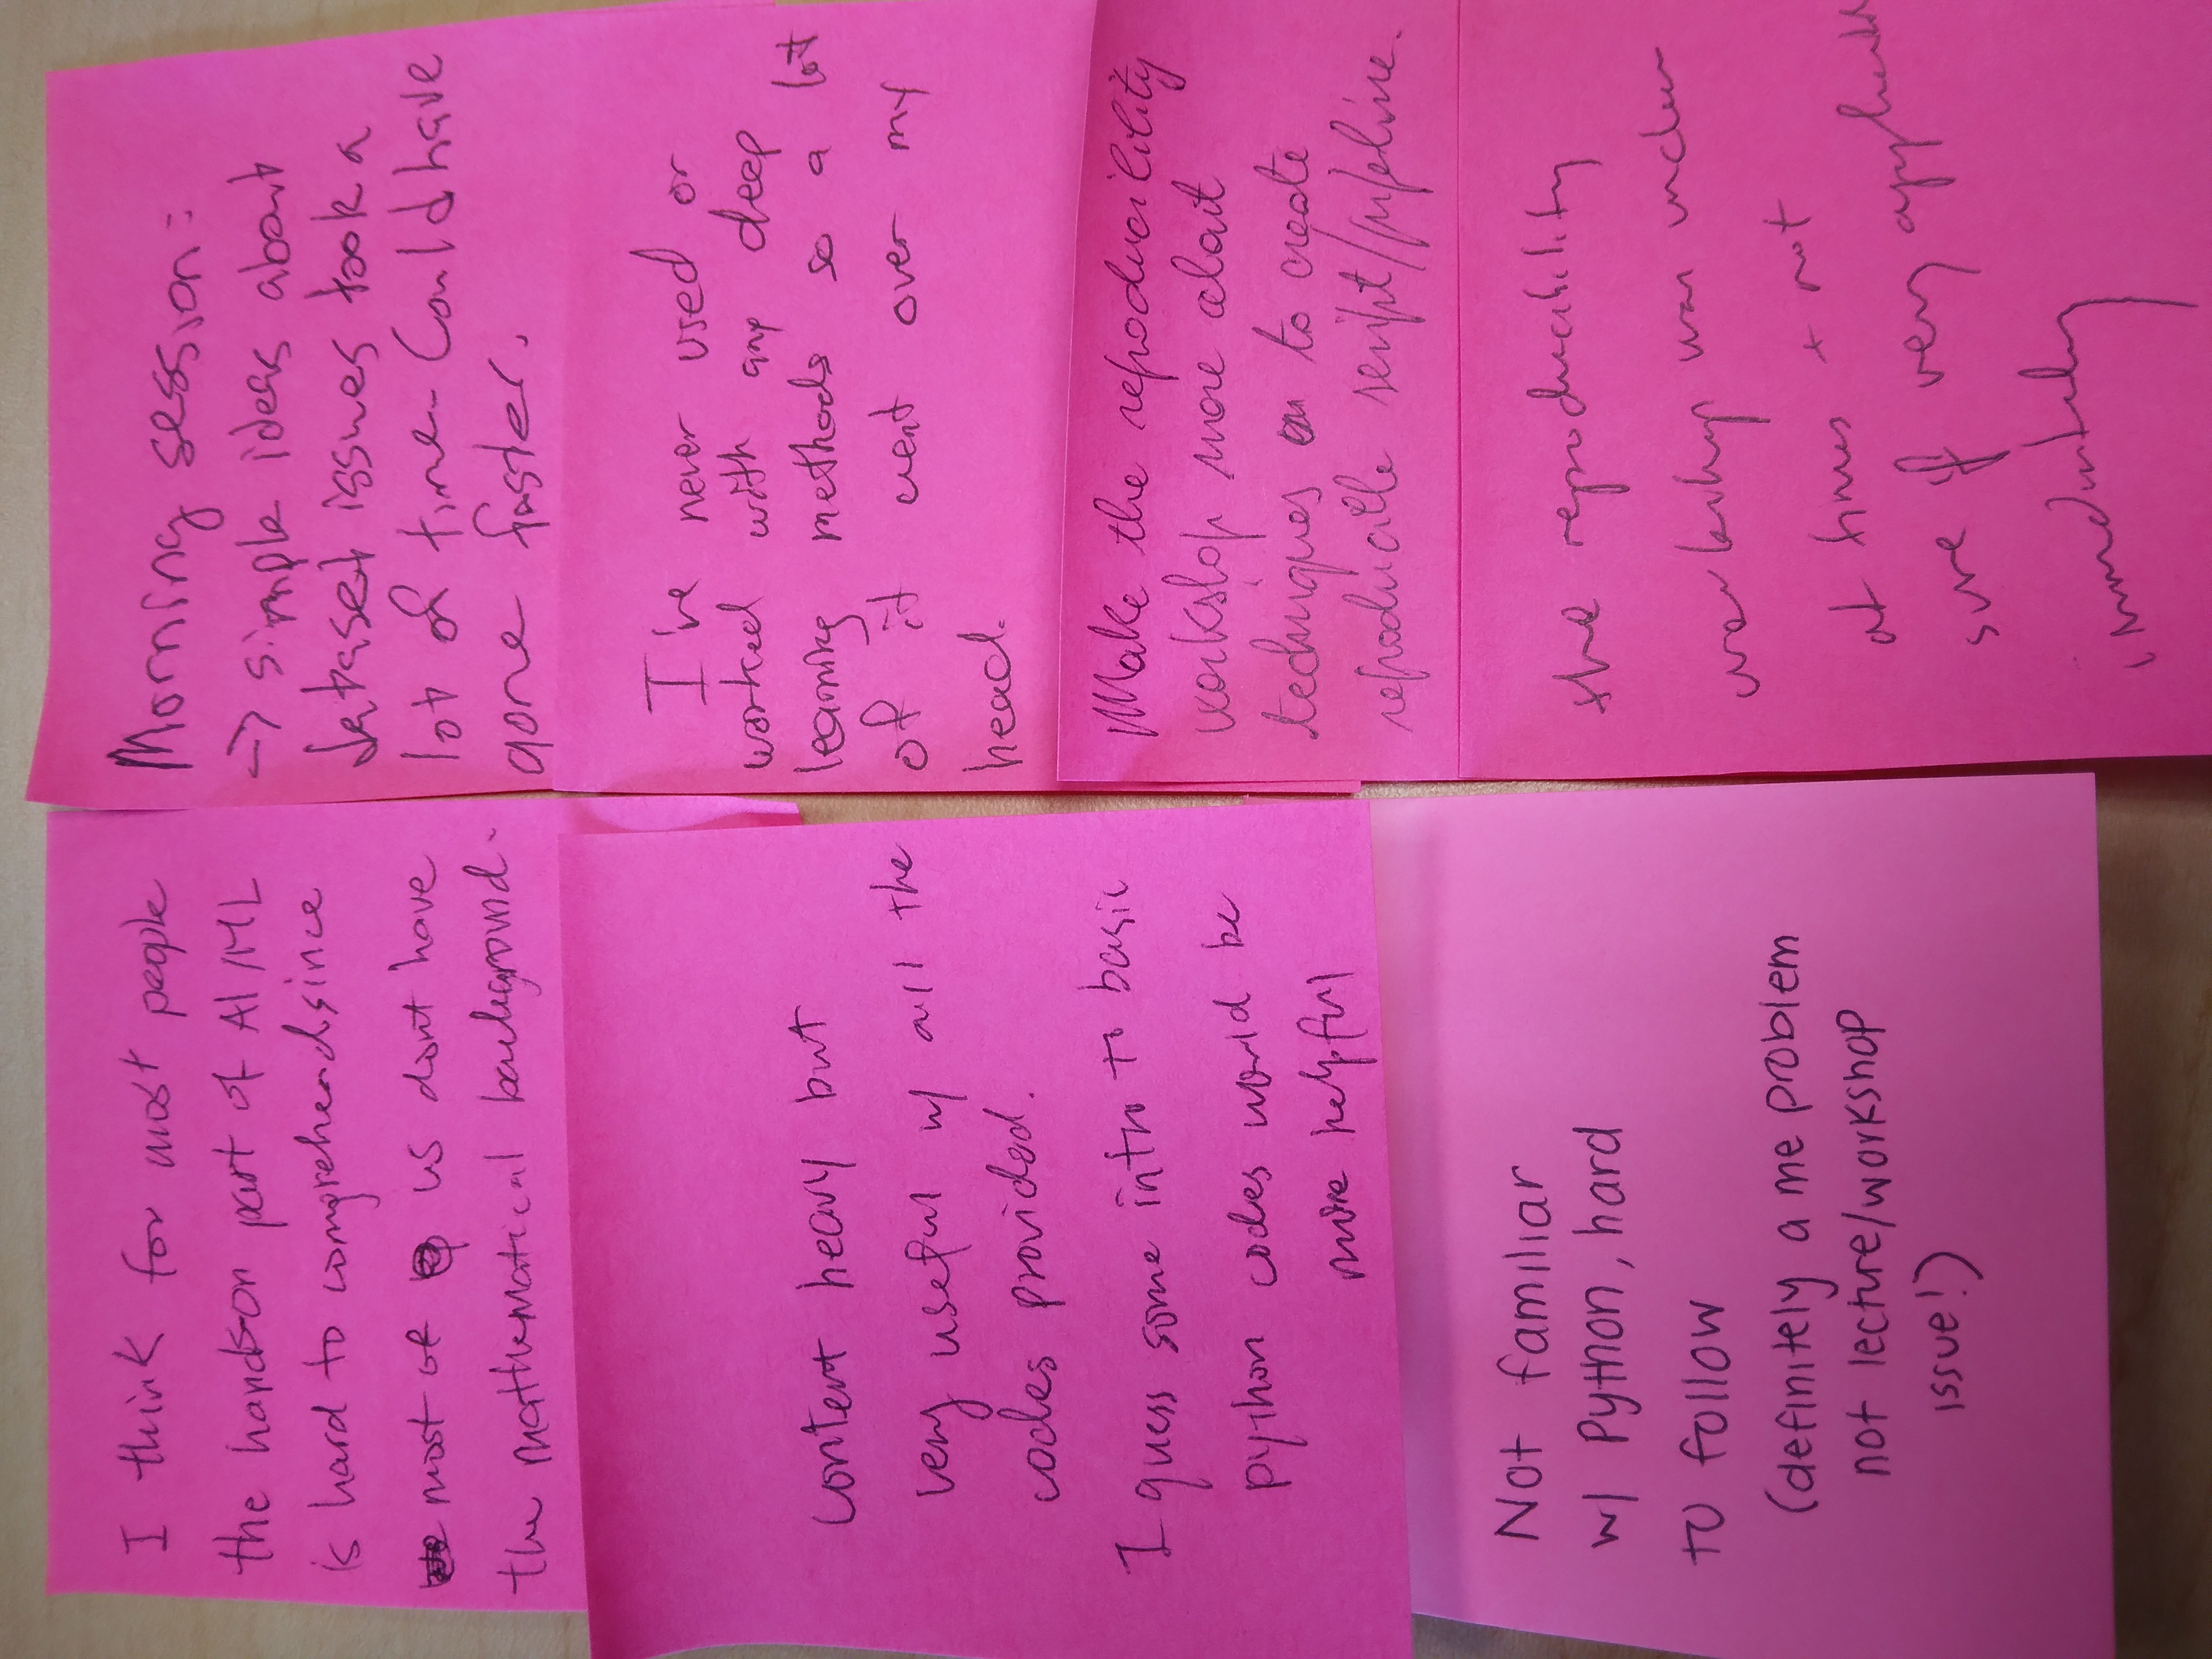 I think for most people
the handson part of AI/ML
is hard to comprehend since
most of us dont have
the mathematical background.
content heavy but
very useful w/ all the
codes provided.
I guess some intro to basic
python codes would be
more helpful
Not familiar
w/ Python, hard
to follow
(definitely a me problem
not lecture/workshop
issue!)
Morning session:
-> simple ideas about
dataset issues took a
lot of time. Could have
gone faster.
I've never used or
worked with any deep
learning methods so a lot
of it went over my
head.
Make the reproducibility
workshop more about
techniques on to create
reproducible script/pipeline.
the reproducibility
workshop was unclear
at times + not
sure if very
immediately